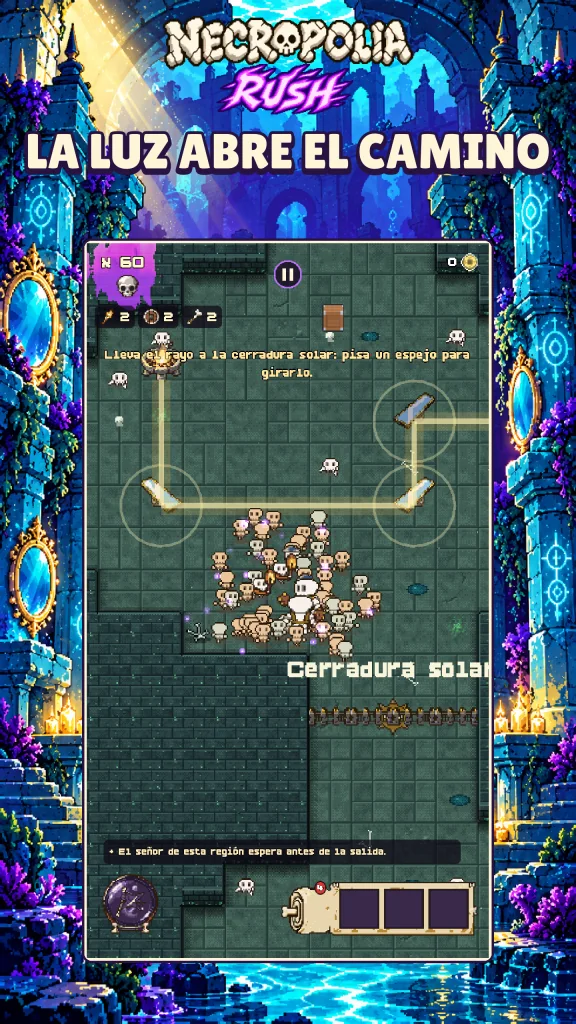 NECROPOLIA
RUSH
LA LUZ ABRE EL CAMINO
60
0
2 2 2
Lleva el rayo a la cerradura solar: pisa un espejo para
girarlo.
Cerradura solar
• El señor de esta región espera antes de la salida.